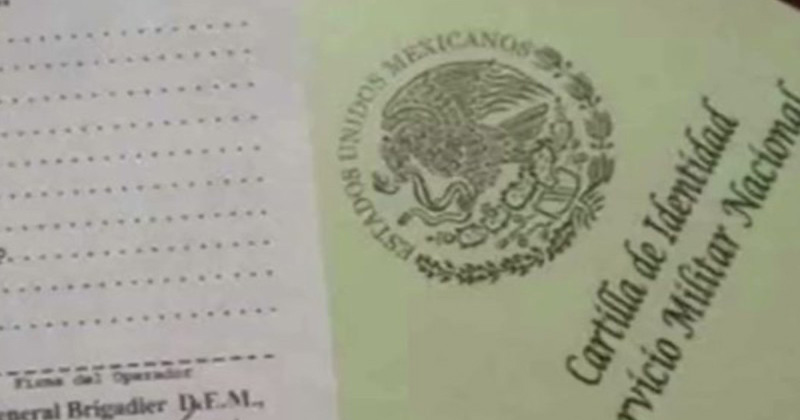 Firma del Operador
General Brigadier D.E.M.,
ESTADOS UNIDOS MEXICANOS
Cartilla de Identidad
Servicio Militar Nacional